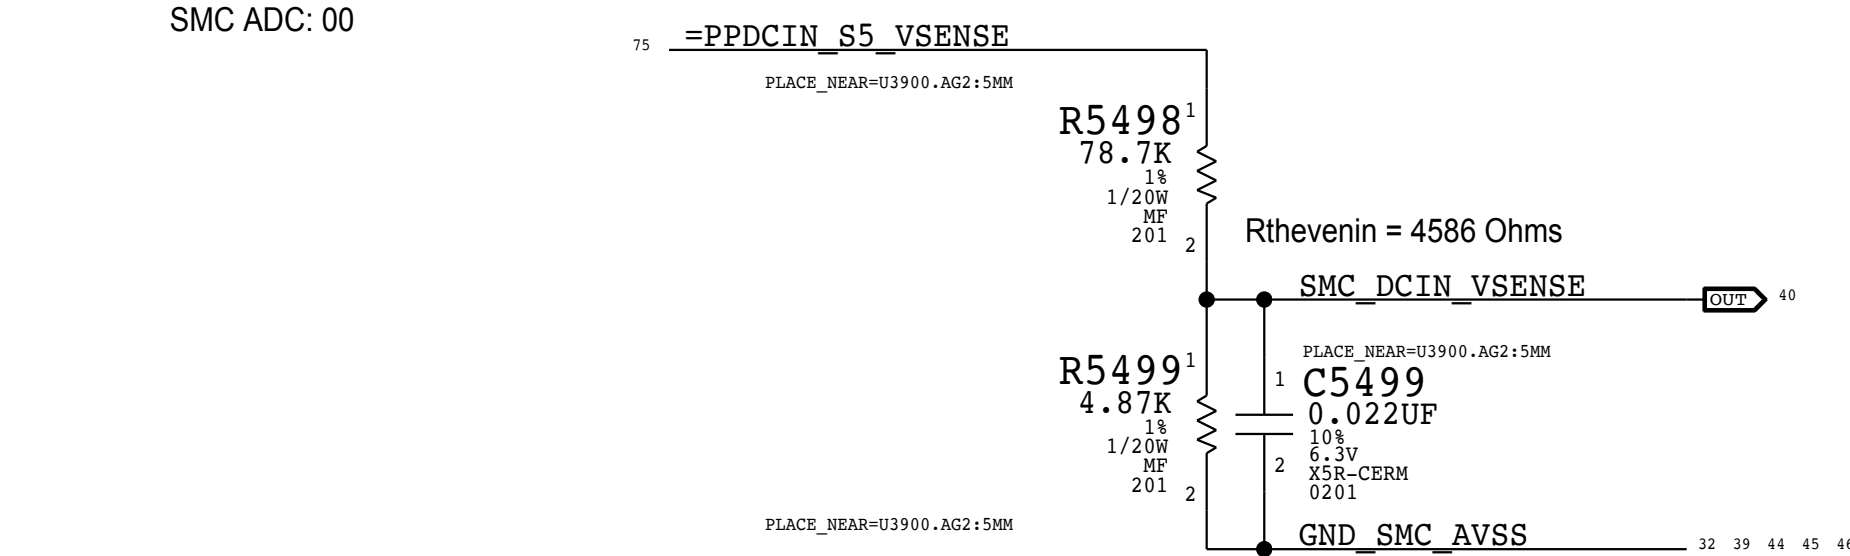 SMC ADC: 00
75 =PPDCIN_S5_VSENSE
PLACE_NEAR=U3900.AG2:5MM
R5498 1
78.7K
1%
1/20W
MF
201 2
Rthevenin = 4586 Ohms
SMC_DCIN_VSENSE
OUT 40
PLACE_NEAR=U3900.AG2:5MM
R5499 1
4.87K
1%
1/20W
MF
201 2
1 C5499
0.022UF
10%
6.3V
2 X5R-CERM
0201
PLACE_NEAR=U3900.AG2:5MM
GND_SMC_AVSS
32 39 44 45 46